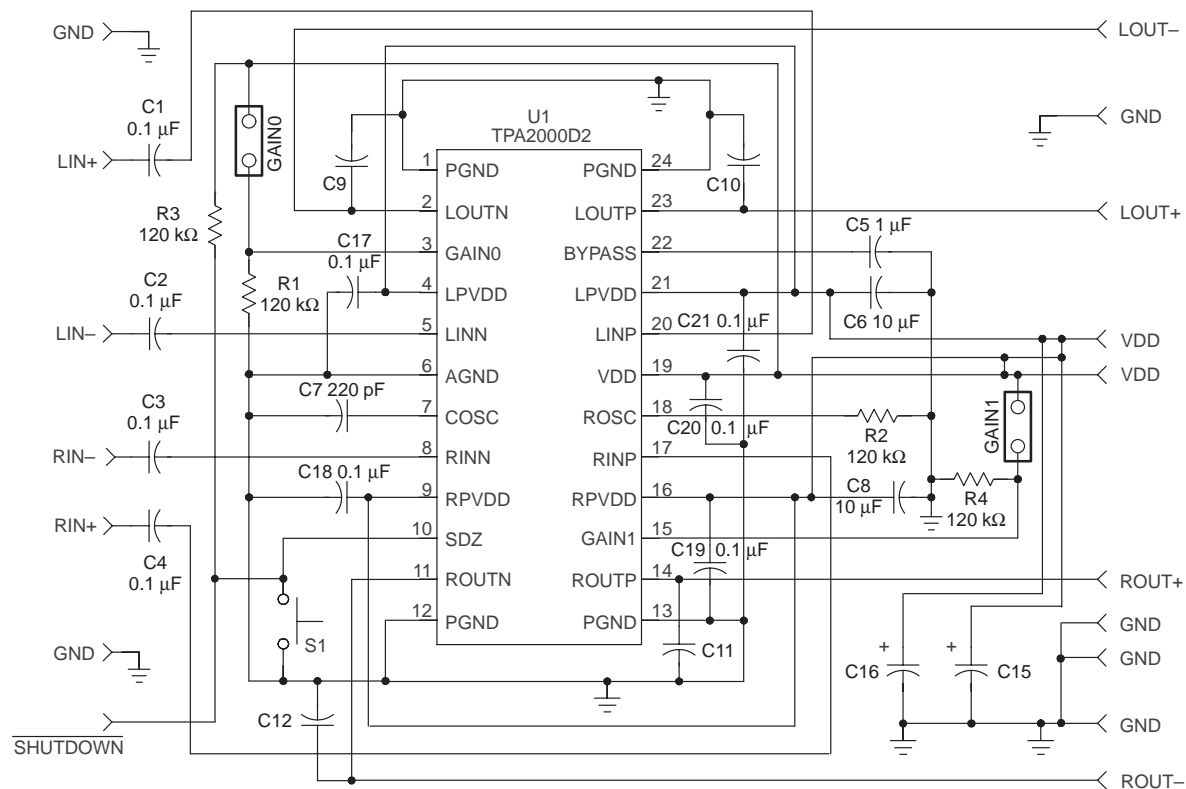 GND
LOUT–
C1
0.1 μF
U1
TPA2000D2
GND
GAIN0
LIN+
C9
1
PGND
PGND
24
C10
R3
120 kΩ
2
LOUTN
LOUTP
23
LOUT+
C17
0.1 μF
3
GAIN0
BYPASS
22
C5 1 μF
C2
0.1 μF
R1
120 kΩ
4
LPVDD
LPVDD
21
C6 10 μF
LIN–
5
LINN
LINP
20
C21 0.1 μF
VDD
6
AGND
VDD
19
VDD
C3
0.1 μF
C7 220 pF
7
COSC
ROSC
18
C20 0.1 μF
R2
120 kΩ
GAIN1
RIN–
8
RINN
RINP
17
C18 0.1 μF
9
RPVDD
RPVDD
16
C8
10 μF
R4
120 kΩ
RIN+
10
SDZ
GAIN1
15
C4
0.1 μF
C19 0.1 μF
11
ROUTN
ROUTP
14
ROUT+
12
PGND
PGND
13
GND
S1
C11
GND
GND
+
C16
+
C15
C12
GND
SHUTDOWN
ROUT–